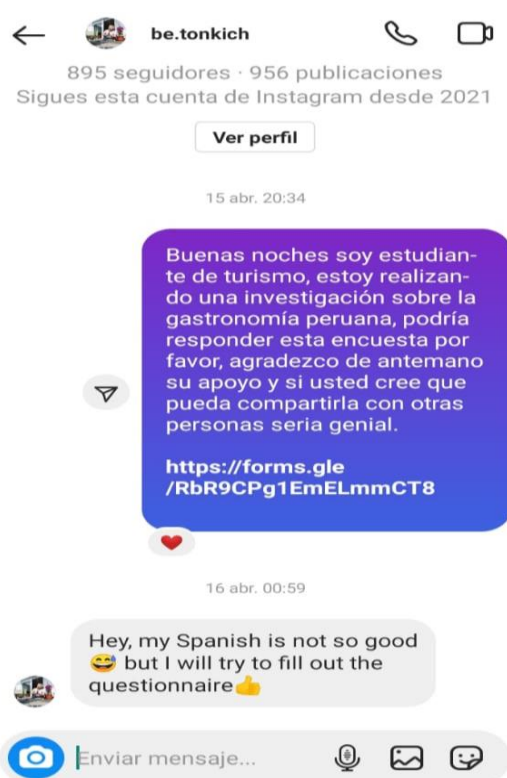 be.tonkich
895 seguidores · 956 publicaciones
Sigues esta cuenta de Instagram desde 2021
Ver perfil
15 abr. 20:34
Buenas noches soy estudian-
te de turismo, estoy realizan-
do una investigación sobre la
gastronomía peruana, podría
responder esta encuesta por
favor, agradezco de antemano
su apoyo y si usted cree que
pueda compartirla con otras
personas seria genial.
https://forms.gle
/RbR9CPg1EmELmmCT8
16 abr. 00:59
Hey, my Spanish is not so good
😅 but I will try to fill out the
questionnaire👍
Enviar mensaje...